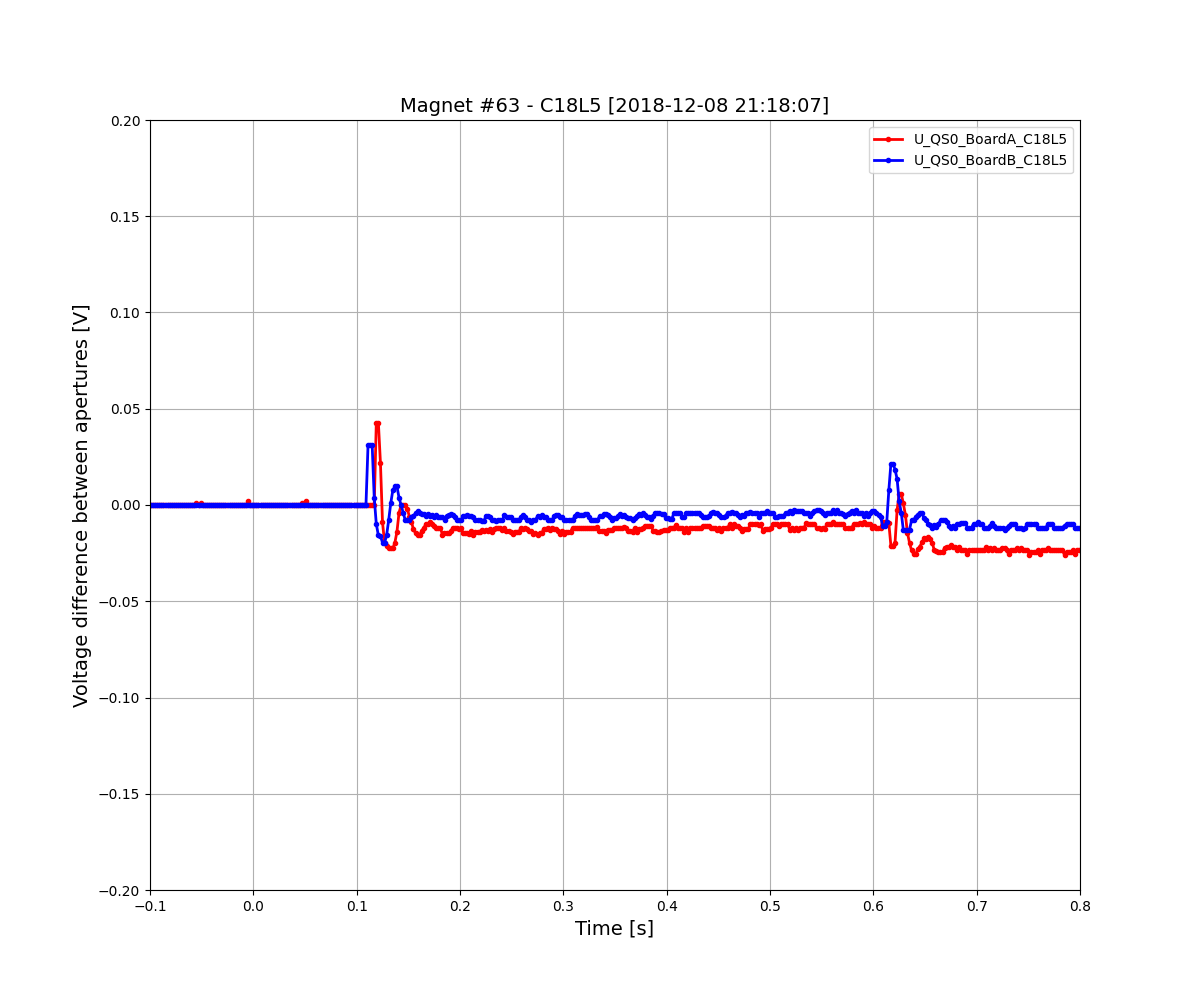 Magnet #63 - C18L5 [2018-12-08 21:18:07]
U_QS0_BoardA_C18L5
U_QS0_BoardB_C18L5
Voltage difference between apertures [V]
0.20
0.15
0.10
0.05
0.00
−0.05
−0.10
−0.15
−0.20
−0.1 0.0 0.1 0.2 0.3 0.4 0.5 0.6 0.7 0.8
Time [s]